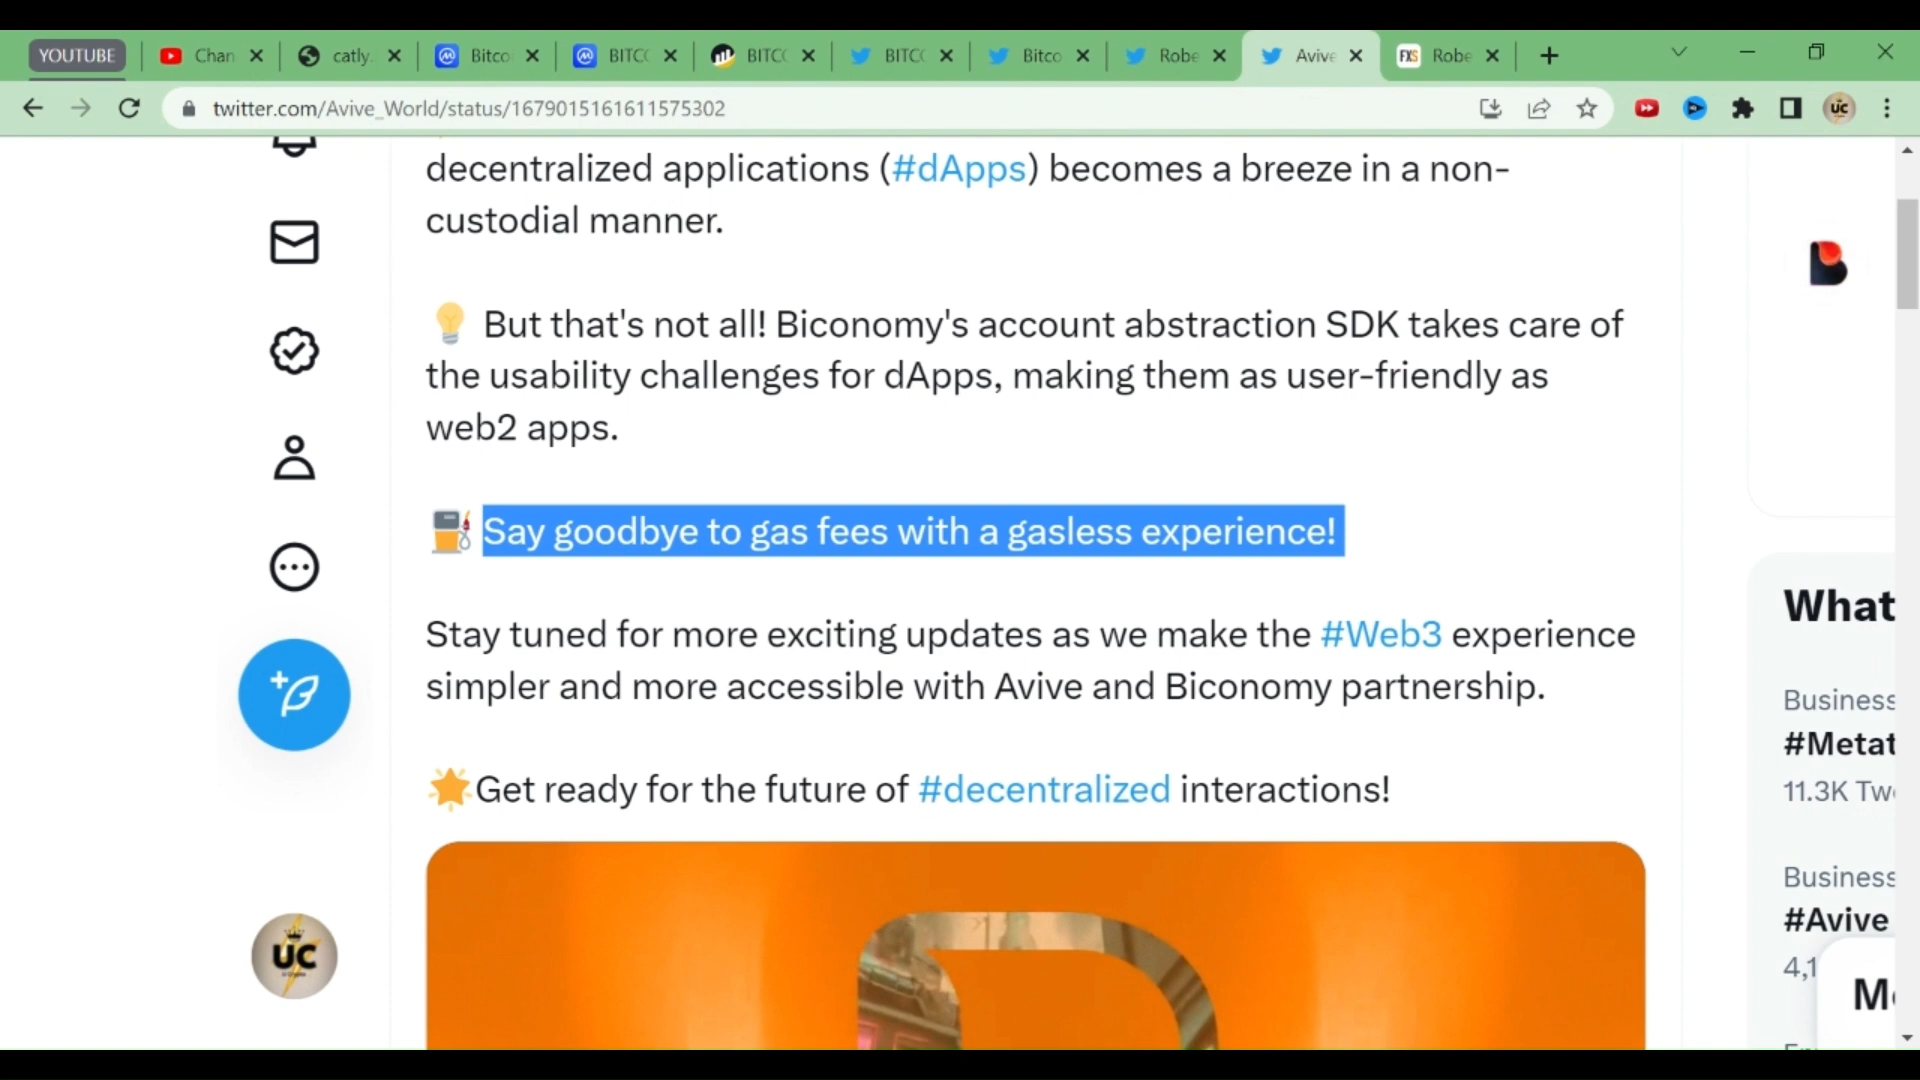 YOUTUBE
Chan
catly.
Bitco
BITC
BITC
BITC
Bitco
Robe
Avive
FXS
Robe
twitter.com/Avive_World/status/1679015161611575302
UC
decentralized applications (#dApps) becomes a breeze in a non-
custodial manner.
But that's not all! Biconomy's account abstraction SDK takes care of
the usability challenges for dApps, making them as user-friendly as
web2 apps.
Say goodbye to gas fees with a gasless experience!
Stay tuned for more exciting updates as we make the #Web3 experience
simpler and more accessible with Avive and Biconomy partnership.
Get ready for the future of #decentralized interactions!
UC
What
Business
#Metat
11.3K Tw
Business
#Avive
4,1
M